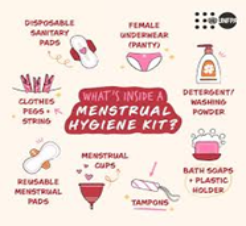 DISPOSABLE
SANITARY
PADS
FEMALE
UNDERWEAR
(PANTY)
UNFPA
CLOTHES
PEGS +
STRING
WHAT'S INSIDE A
MENSTRUAL
HYGIENE KIT?
DETERGENT/
WASHING
POWDER
REUSABLE
MENSTRUAL
PADS
MENSTRUAL
CUPS
TAMPONS
BATH SOAPS
+ PLASTIC
HOLDER